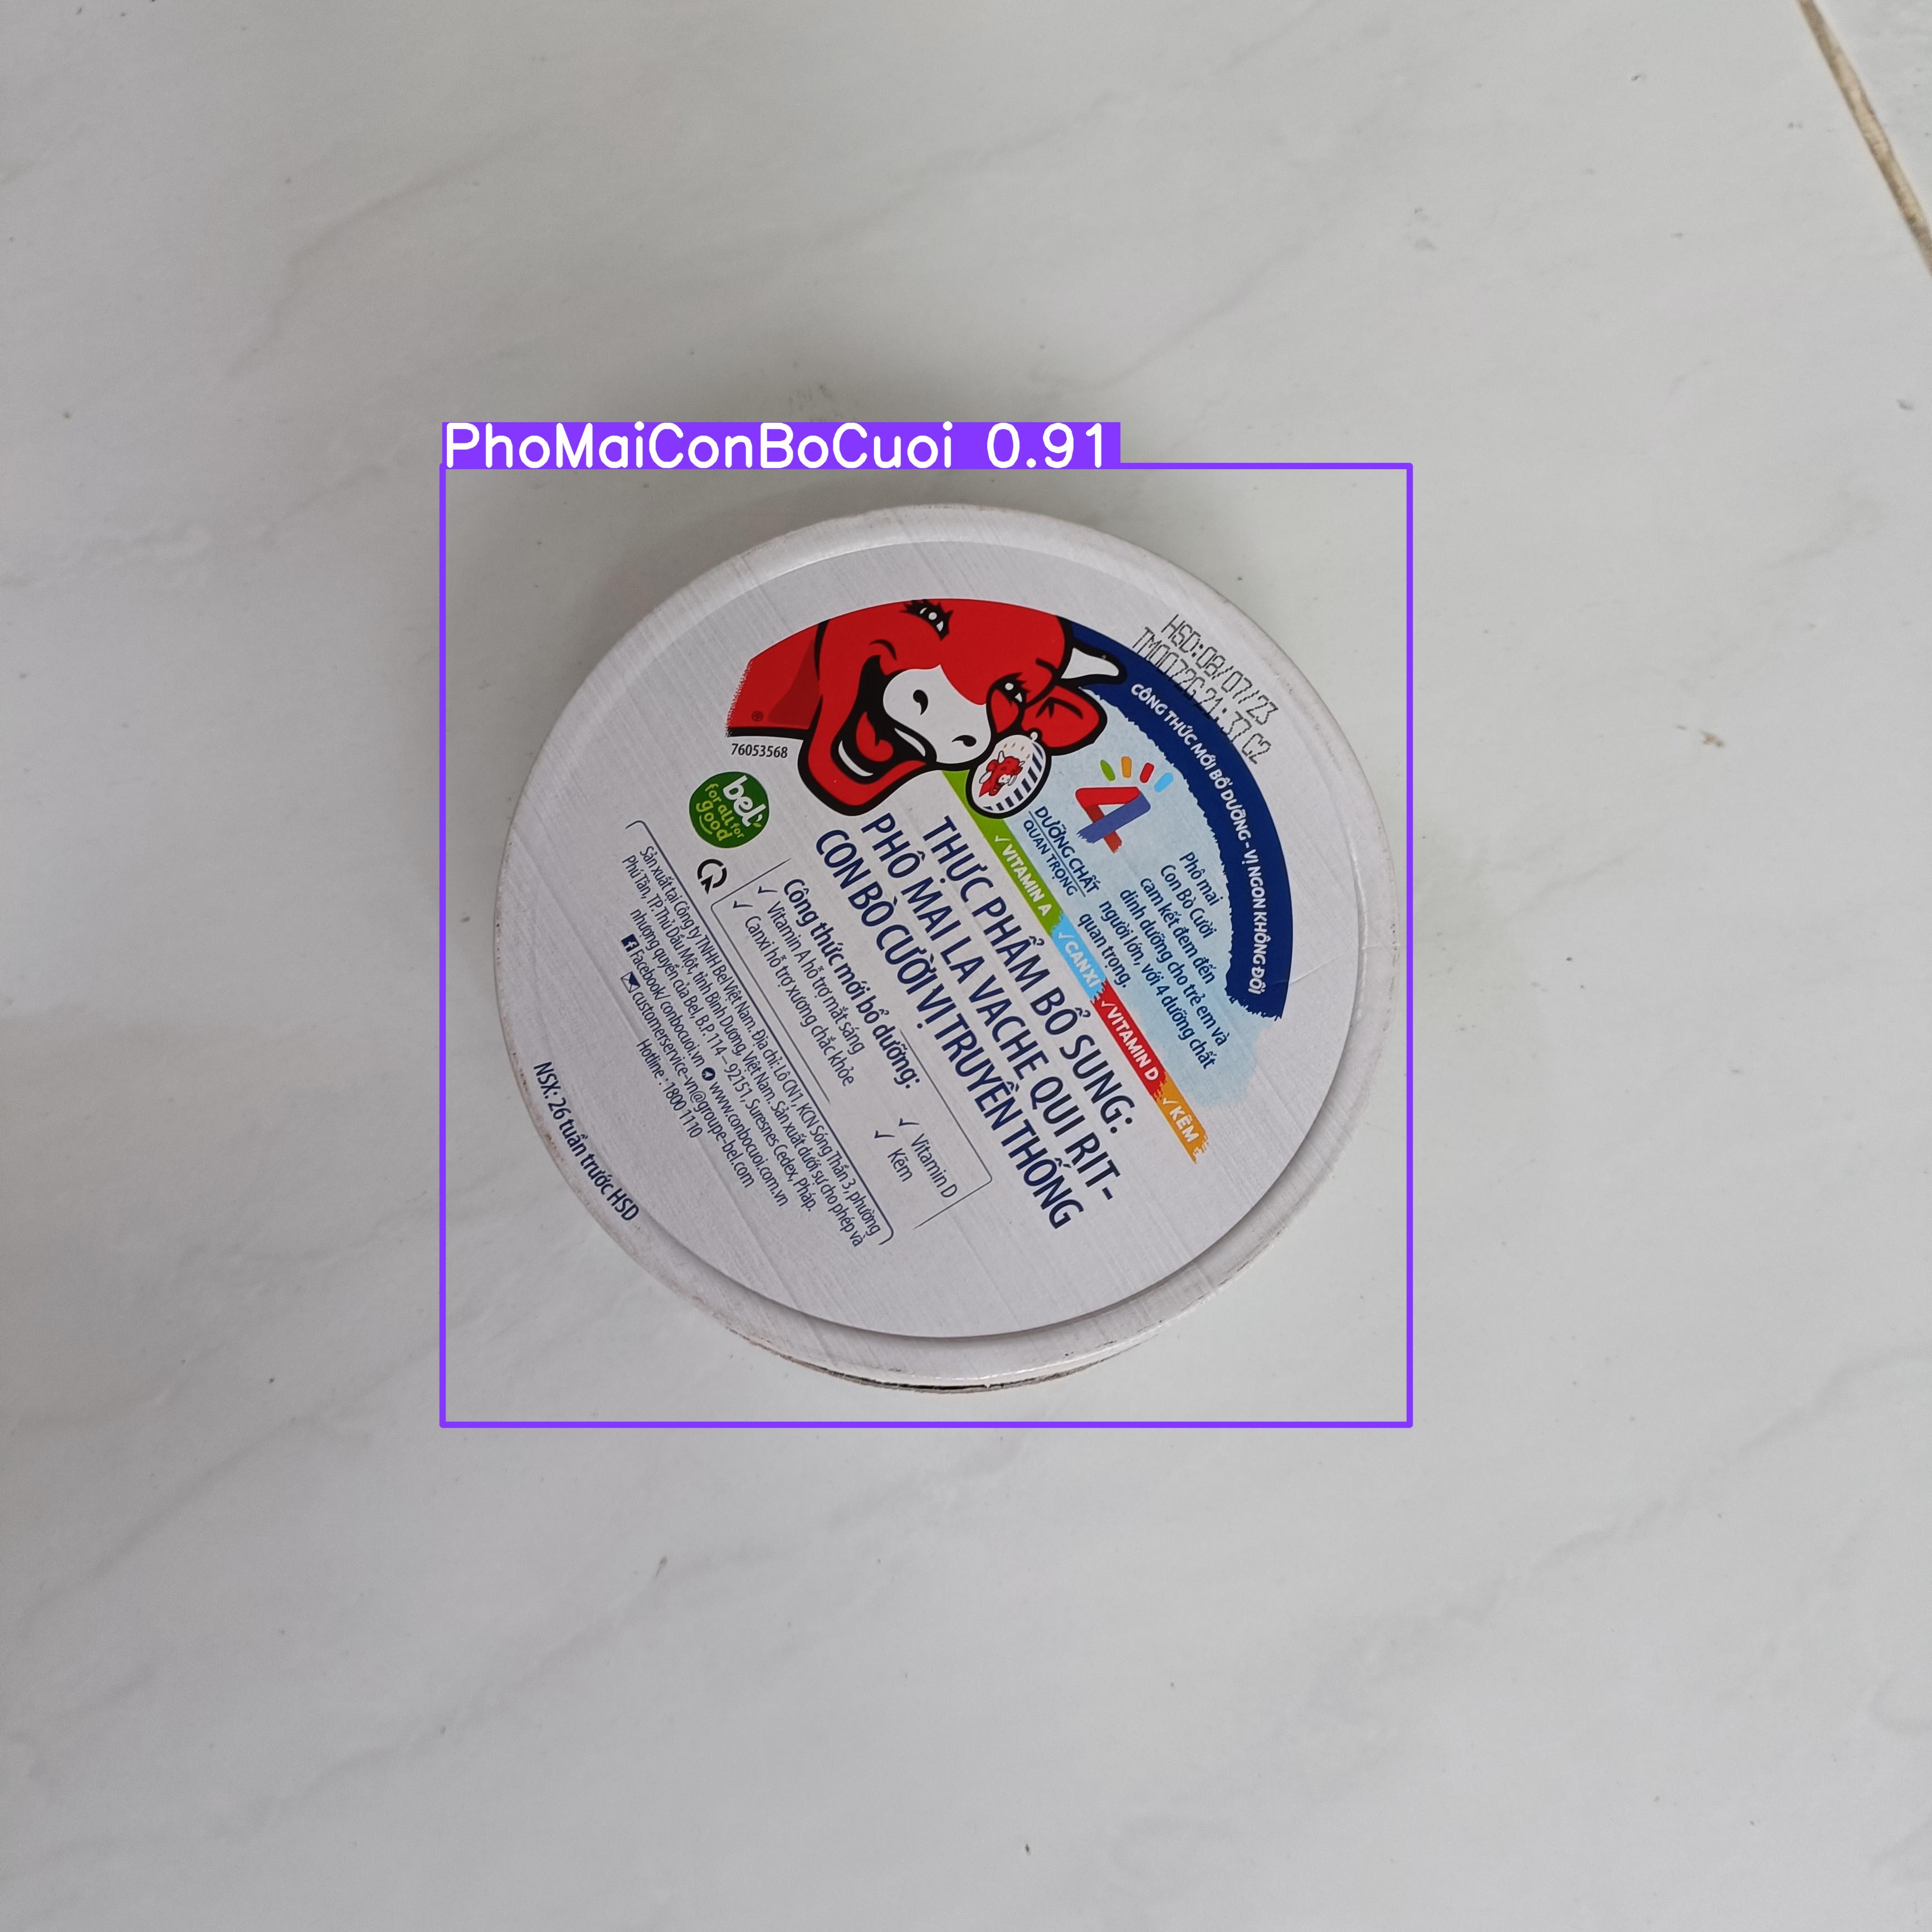 PhoMaiConBoCuoi 0.91
HSD:08/07/23
21:37 C2
CÔNG THỨC MỚI BỔ DƯỠNG - VỊ NGON KHÔNG ĐỔI
76053568
bel
for all for
good
4
DƯỠNG CHẤT
QUAN TRỌNG
Phô mai
Con Bò Cười
cam kết đem đến
dinh dưỡng cho trẻ em và
người lớn, với 4 dưỡng chất
quan trọng.
✓VITAMIN A
✓CANXI
✓VITAMIN D
✓KẼM
THỰC PHẨM BỔ SUNG:
PHÔ MAI LA VACHE QUI RIT-
CON BÒ CƯỜI VỊ TRUYỀN THỐNG
Công thức mới bổ dưỡng:
✓ Vitamin A hỗ trợ mắt sáng
✓ Canxi hỗ trợ xương chắc khỏe
✓ Vitamin D
✓ Kẽm
Sản xuất tại Công ty TNHH Bel Việt Nam. Địa chỉ: Lô CN1, KCN Sóng Thần 3, phường
Phú Tân, TP. Thủ Dầu Một, tỉnh Bình Dương, Việt Nam. Sản xuất dưới sự cho phép và
nhượng quyền của Bel, B.P. 114 – 92151, Suresnes Cedex, Pháp.
Facebook/ conbocuoi.vn www.conbocuoi.com.vn
customerservice-vn@groupe-bel.com
Hotline : 1800 1110
NSX: 26 tuần trước HSD